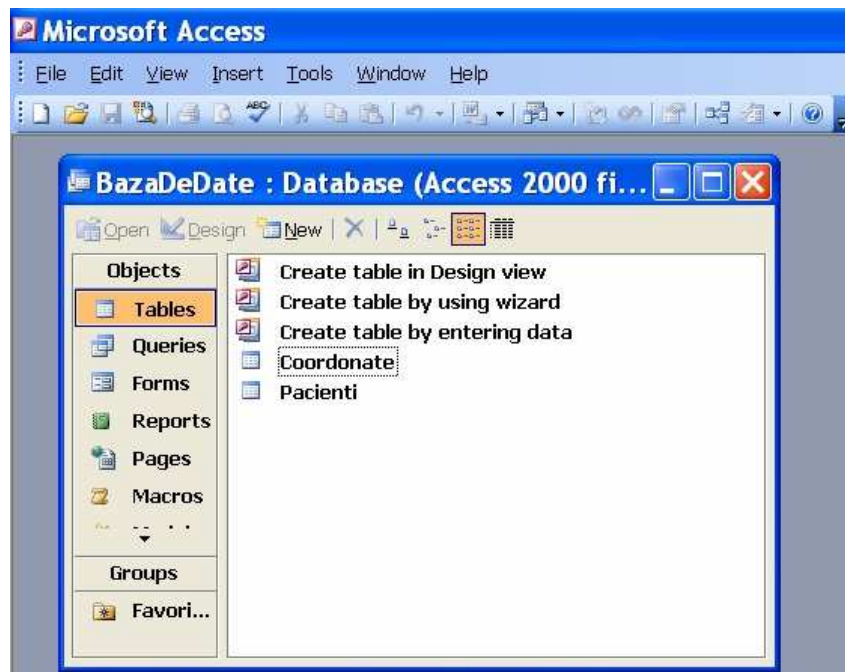 Microsoft Access
File Edit View Insert Tools Window Help
BazaDeDate : Database (Access 2000 fi...
Open Design New
Objects
Tables
Queries
Forms
Reports
Pages
Macros
Groups
Favori...
Create table in Design view
Create table by using wizard
Create table by entering data
Coordonate
Pacienti